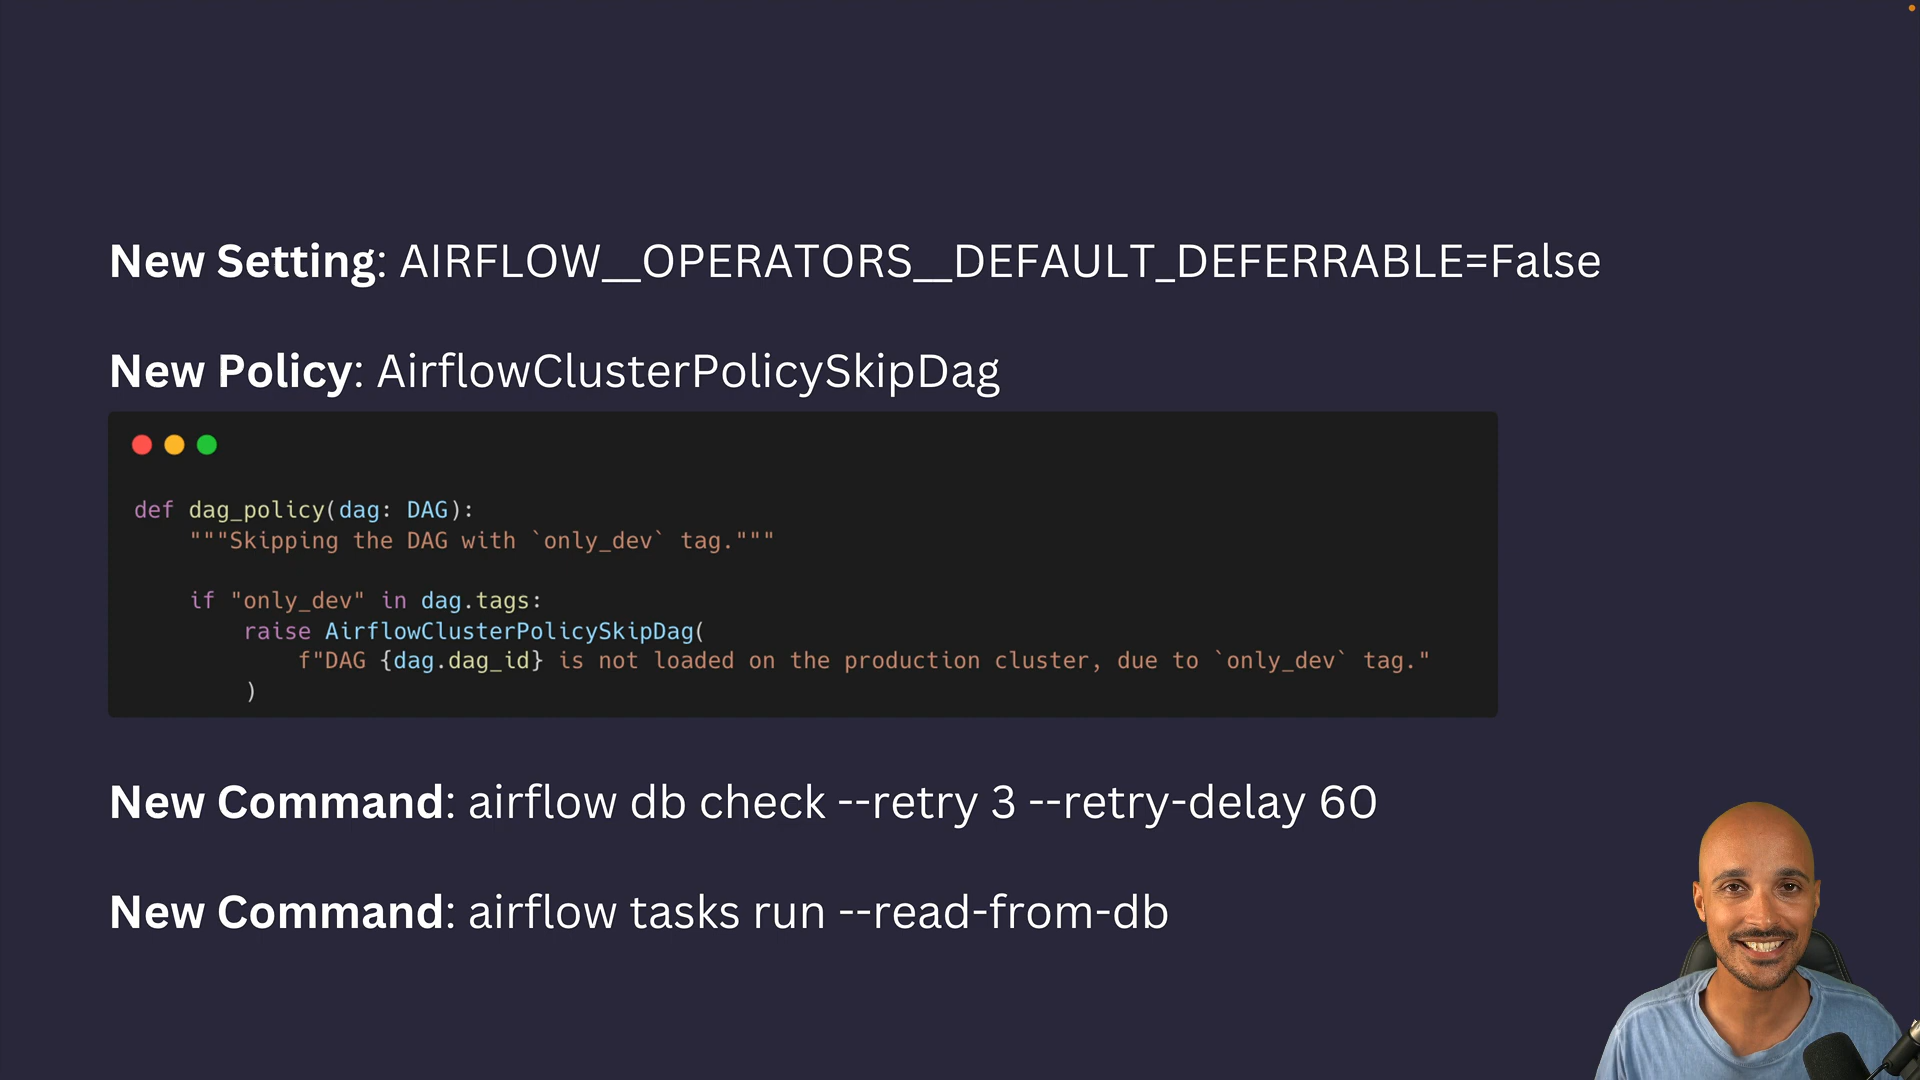 New Setting: AIRFLOW__OPERATORS__DEFAULT_DEFERRABLE=False
New Policy: AirflowClusterPolicySkipDag
def dag_policy(dag: DAG):
    """Skipping the DAG with `only_dev` tag."""
    if "only_dev" in dag.tags:
        raise AirflowClusterPolicySkipDag(
            f"DAG {dag.dag_id} is not loaded on the production cluster, due to `only_dev` tag."
        )
New Command: airflow db check --retry 3 --retry-delay 60
New Command: airflow tasks run --read-from-db